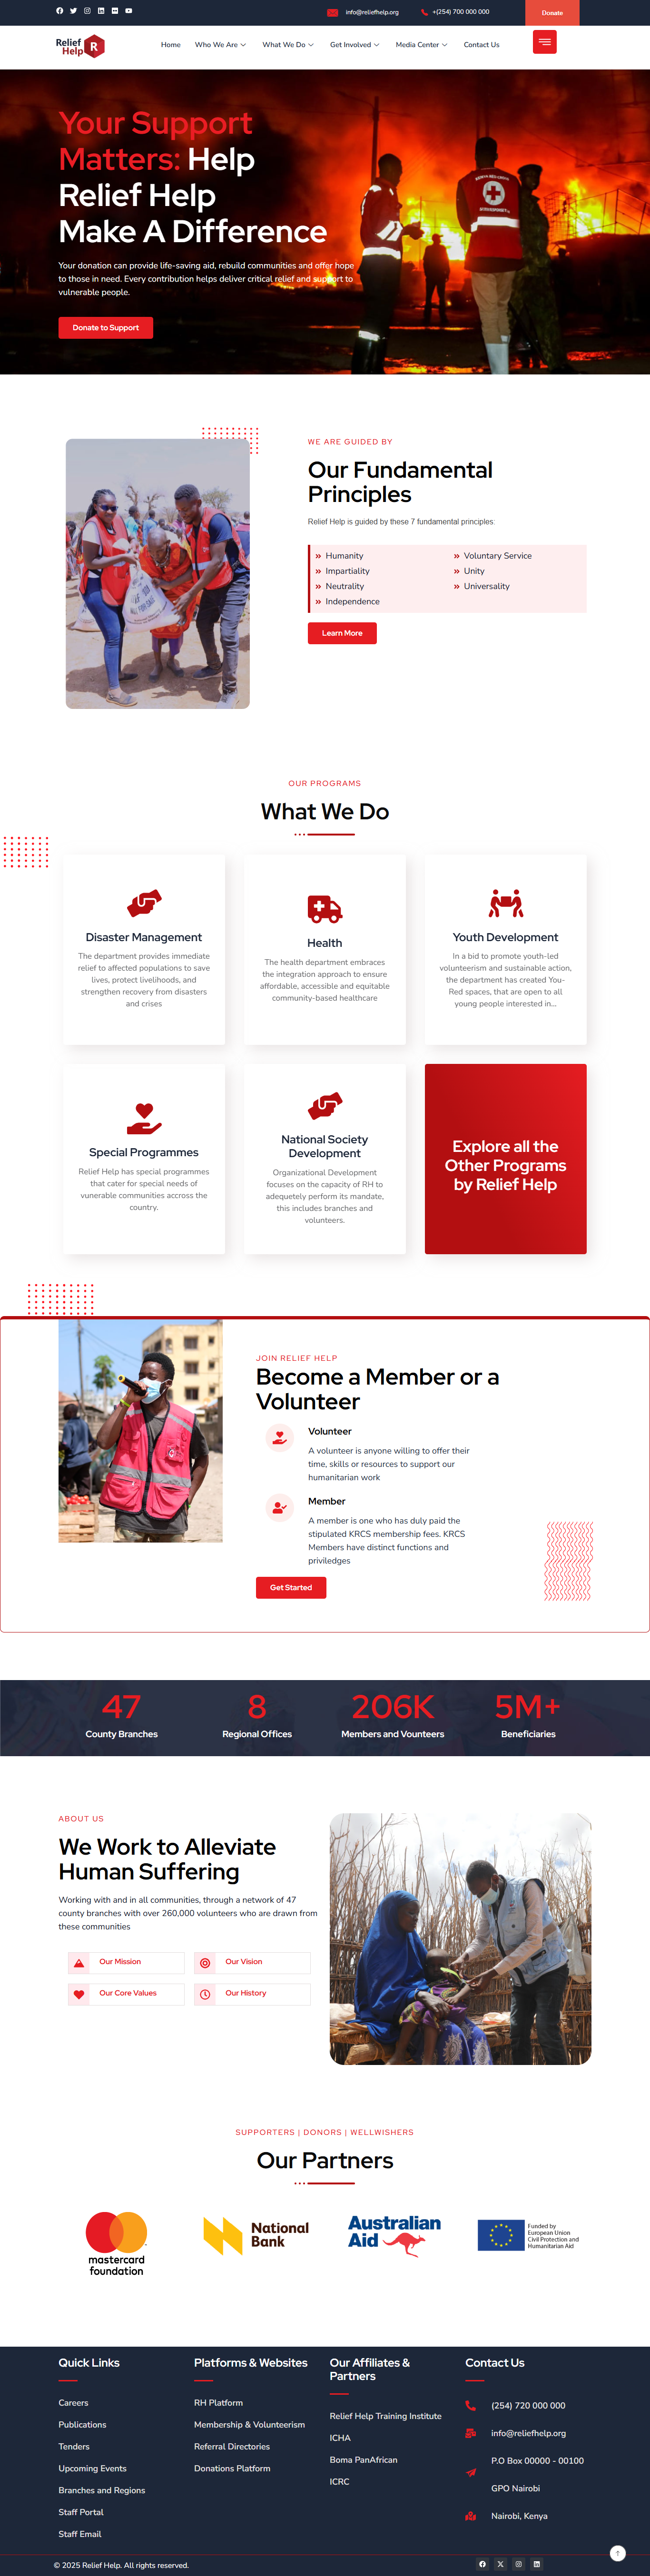 info@reliefhelp.org
+(254) 700 000 000
Donate
Relief
Help
R
Home
Who We Are
What We Do
Get Involved
Media Center
Contact Us
Your Support
Matters: Help
Relief Help
Make A Difference
Your donation can provide life-saving aid, rebuild communities and offer hope
to those in need. Every contribution helps deliver critical relief and support to
vulnerable people.
Donate to Support
WE ARE GUIDED BY
Our Fundamental
Principles
Relief Help is guided by these 7 fundamental principles:
Humanity
Impartiality
Neutrality
Independence
Voluntary Service
Unity
Universality
Learn More
OUR PROGRAMS
What We Do
Disaster Management
The department provides immediate
relief to affected populations to save
lives, protect livelihoods, and
strengthen recovery from disasters
and crises
Health
The health department embraces
the integration approach to ensure
affordable, accessible and equitable
community-based healthcare
Youth Development
In a bid to promote youth-led
volunteerism and sustainable action,
the department has created You-
Red spaces, that are open to all
young people interested in...
Special Programmes
Relief Help has special programmes
that cater for special needs of
vunerable communities accross the
country.
National Society
Development
Organizational Development
focuses on the capacity of RH to
adequetely perform its mandate,
this includes branches and
volunteers.
Explore all the
Other Programs
by Relief Help
JOIN RELIEF HELP
Become a Member or a
Volunteer
Volunteer
A volunteer is anyone willing to offer their
time, skills or resources to support our
humanitarian work
Member
A member is one who has duly paid the
stipulated KRCS membership fees. KRCS
Members have distinct functions and
priviledges
Get Started
47
County Branches
8
Regional Offices
206K
Members and Vounteers
5M+
Beneficiaries
ABOUT US
We Work to Alleviate
Human Suffering
Working with and in all communities, through a network of 47
county branches with over 260,000 volunteers who are drawn from
these communities
Our Mission
Our Vision
Our Core Values
Our History
SUPPORTERS | DONORS | WELLWISHERS
Our Partners
mastercard
foundation
National
Bank
Australian
Aid
Funded by
European Union
Civil Protection and
Humanitarian Aid
Quick Links
Careers
Publications
Tenders
Upcoming Events
Branches and Regions
Staff Portal
Staff Email
Platforms & Websites
RH Platform
Membership & Volunteerism
Referral Directories
Donations Platform
Our Affiliates &
Partners
Relief Help Training Institute
ICHA
Boma PanAfrican
ICRC
Contact Us
(254) 720 000 000
info@reliefhelp.org
P.O Box 00000 - 00100
GPO Nairobi
Nairobi, Kenya
© 2025 Relief Help. All rights reserved.